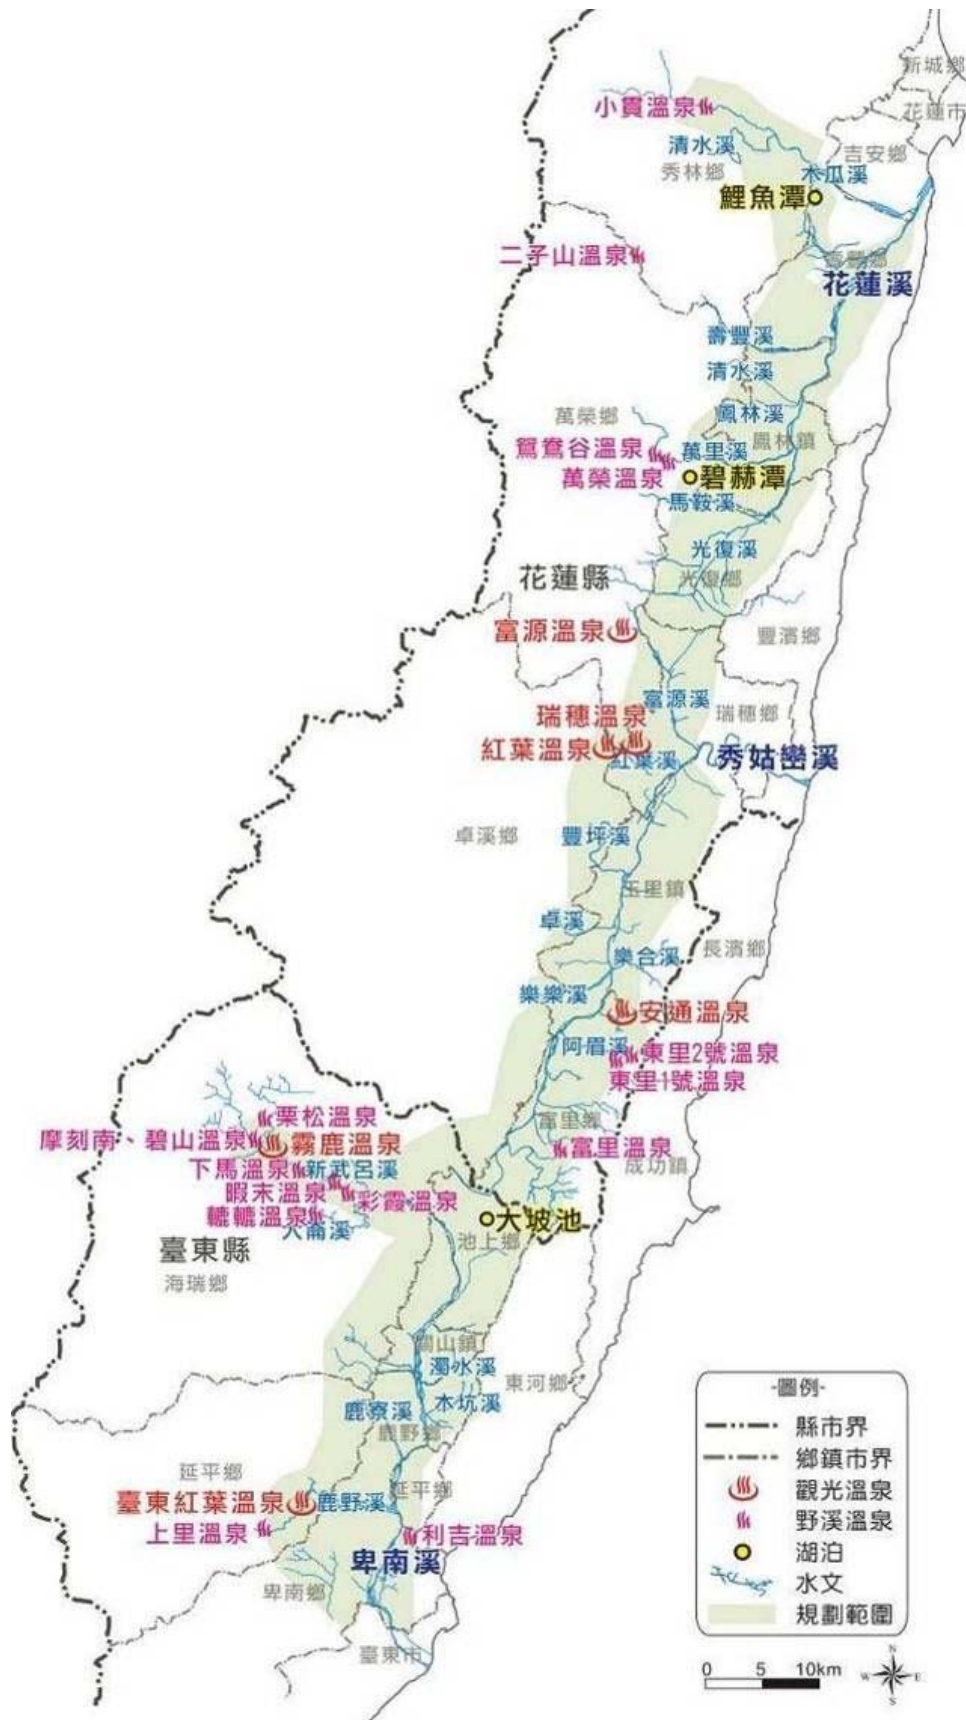 新城鄉
花蓮市
小貫溫泉
清水溪
吉安鄉
秀林鄉
木瓜溪
鯉魚潭
二子山溫泉
壽豐鄉
花蓮溪
壽豐溪
清水溪
鳳林溪
萬榮鄉
鳳林鎮
鴛鴦谷溫泉
萬里溪
萬榮溫泉
碧赫潭
馬鞍溪
光復溪
花蓮縣
光復鄉
富源溫泉
豐濱鄉
富源溪
瑞穗溫泉
瑞穗鄉
紅葉溫泉
紅葉溪
秀姑巒溪
卓溪鄉
豐坪溪
玉里鎮
卓溪
長濱鄉
樂合溪
樂樂溪
安通溫泉
阿眉溪
東里2號溫泉
東里1號溫泉
栗松溫泉
富里鄉
摩刻南、碧山溫泉
霧鹿溫泉
富里溫泉
下馬溫泉
新武呂溪
成功鎮
暇末溫泉
彩霞溫泉
轆轆溫泉
大坡池
大崙溪
池上鄉
臺東縣
海瑞鄉
關山鎮
濁水溪
東河鄉
木坑溪
鹿寮溪
鹿野鄉
延平鄉
延平鄉
臺東紅葉溫泉
鹿野溪
上里溫泉
利吉溫泉
卑南溪
卑南鄉
臺東市
-圖例-
縣市界
鄉鎮市界
觀光溫泉
野溪溫泉
湖泊
水文
規劃範圍
0 5 10km
N
W E
S